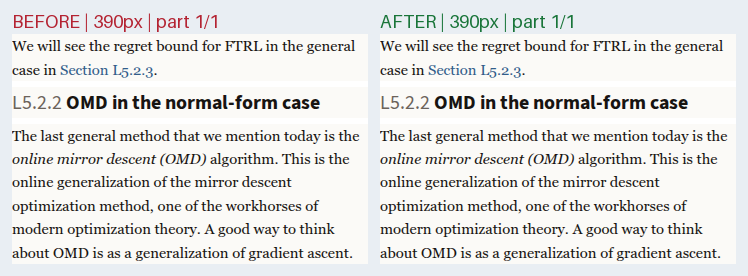 BEFORE | 390px | part 1/1
We will see the regret bound for FTRL in the general
case in Section L5.2.3.
L5.2.2 OMD in the normal-form case
The last general method that we mention today is the
online mirror descent (OMD) algorithm. This is the
online generalization of the mirror descent
optimization method, one of the workhorses of
modern optimization theory. A good way to think
about OMD is as a generalization of gradient ascent.
AFTER | 390px | part 1/1
We will see the regret bound for FTRL in the general
case in Section L5.2.3.
L5.2.2 OMD in the normal-form case
The last general method that we mention today is the
online mirror descent (OMD) algorithm. This is the
online generalization of the mirror descent
optimization method, one of the workhorses of
modern optimization theory. A good way to think
about OMD is as a generalization of gradient ascent.